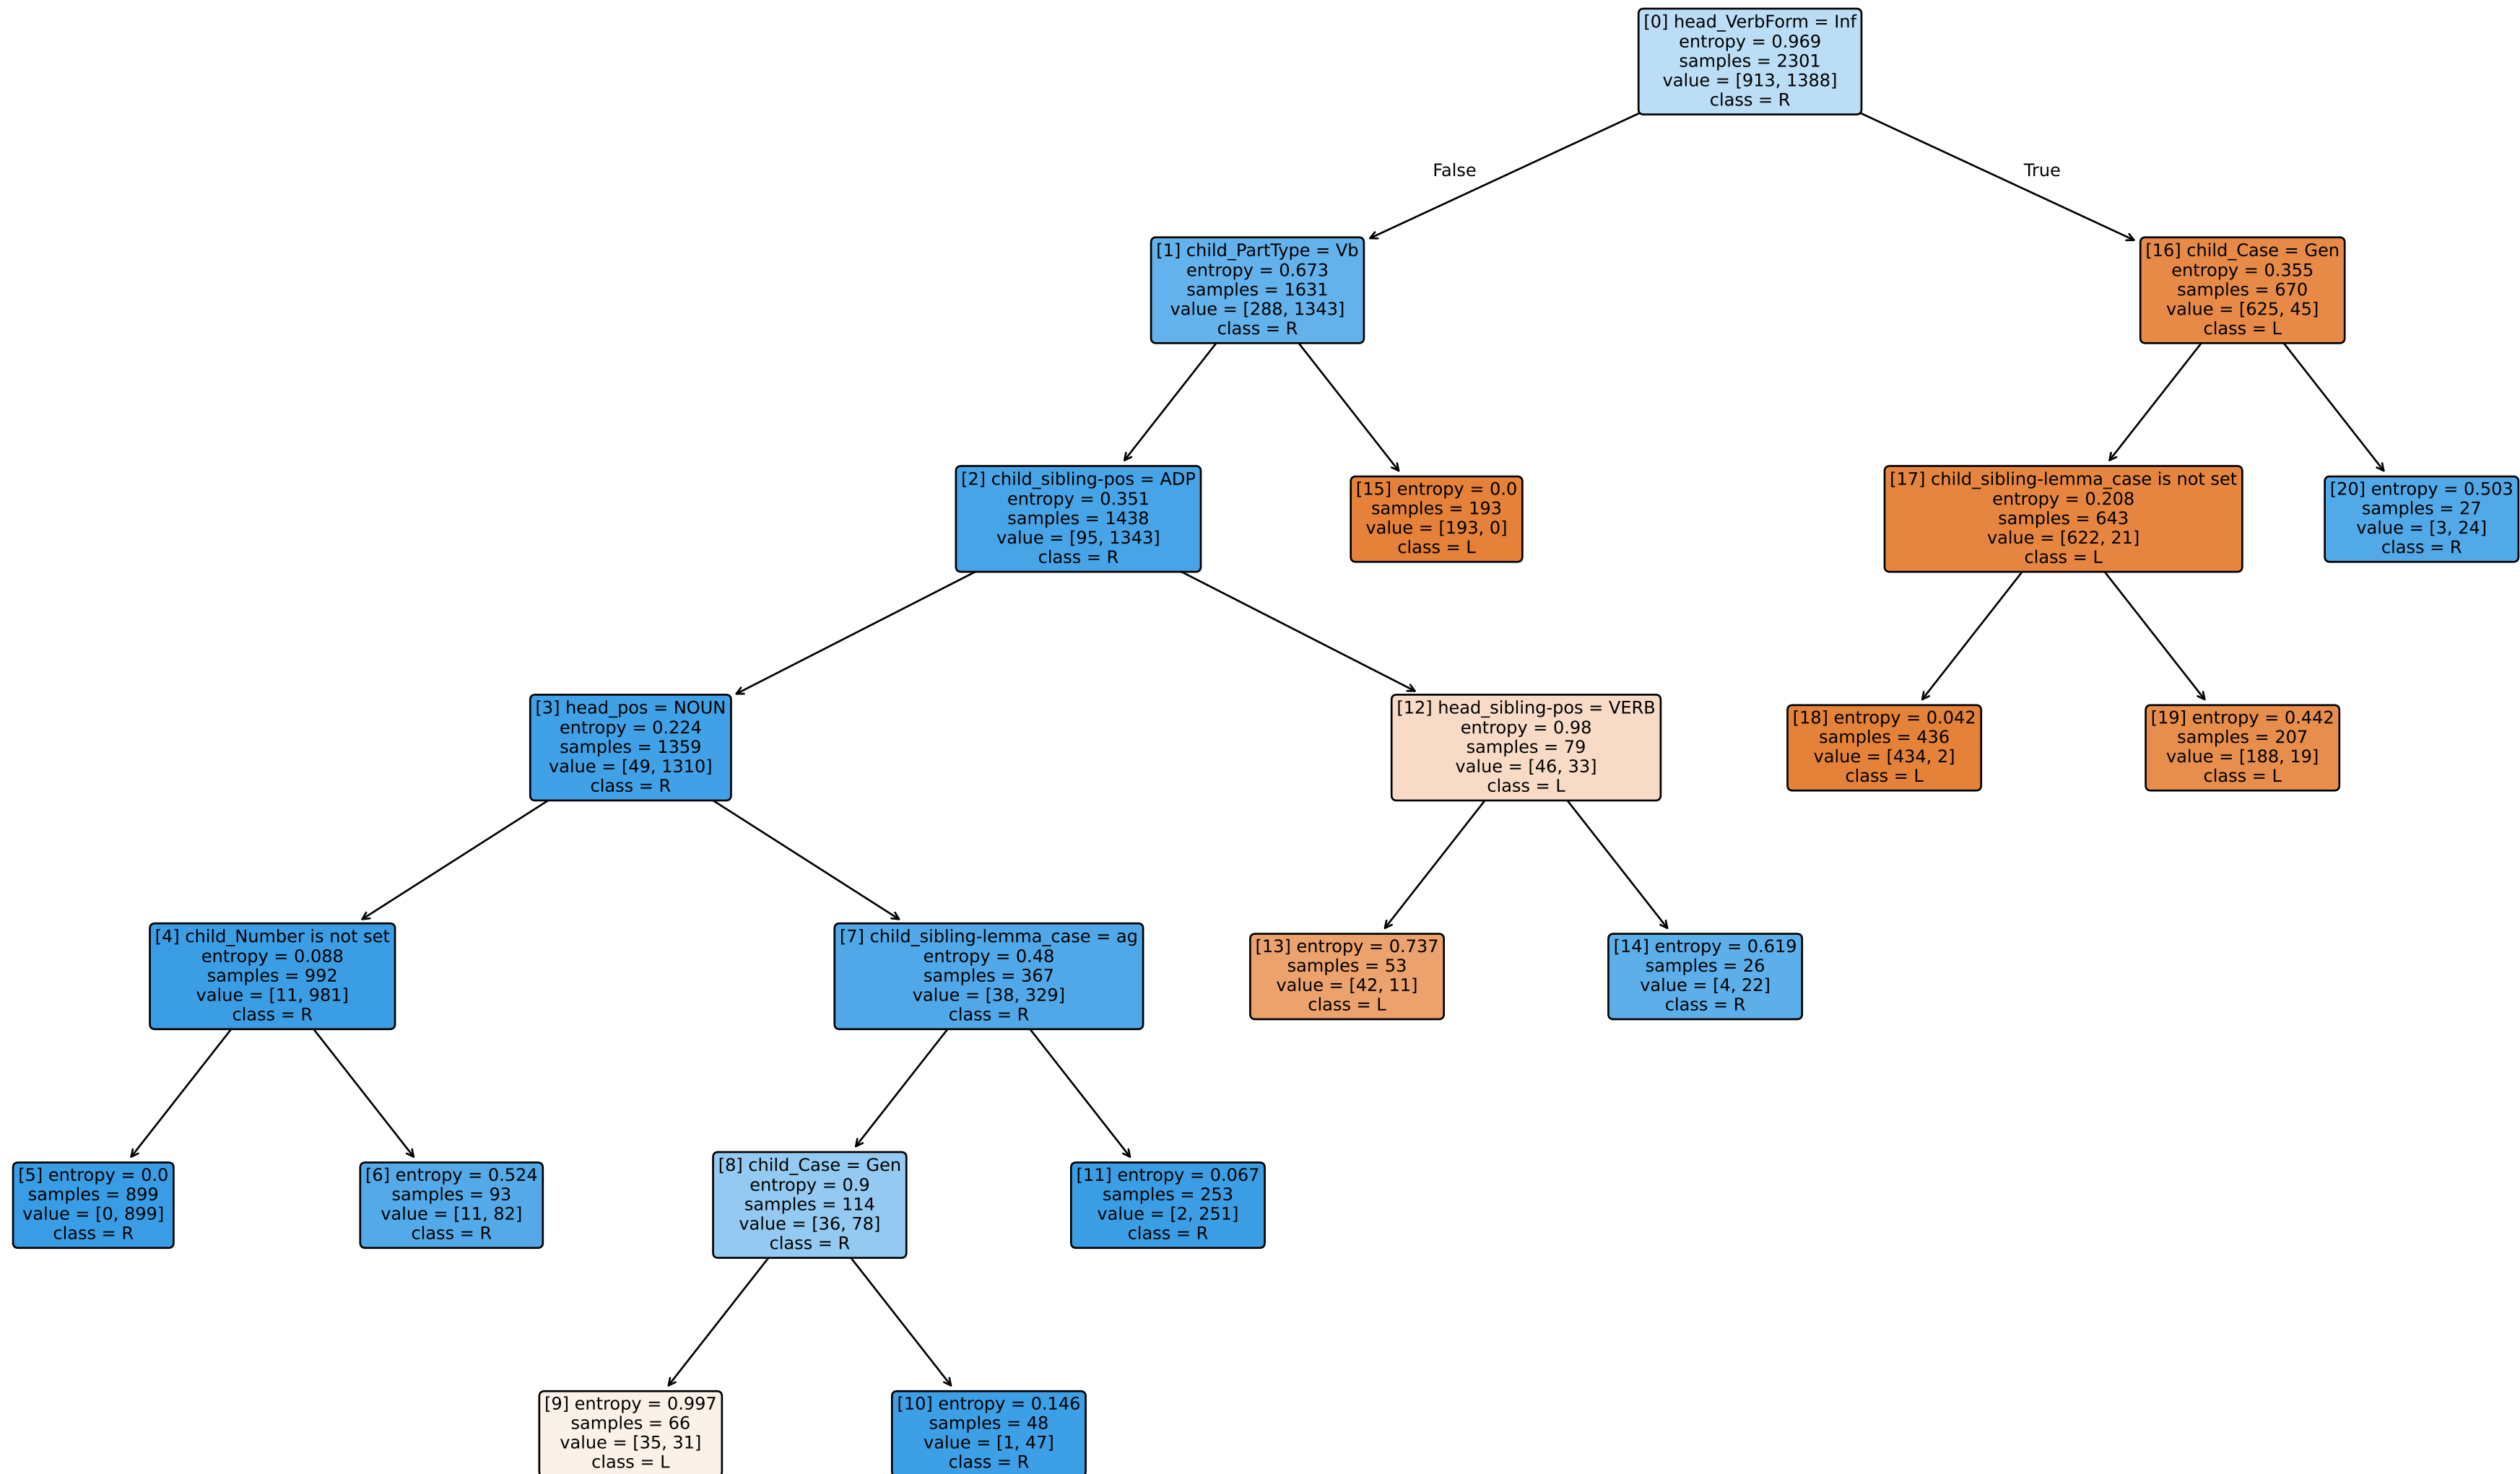 [0] head_VerbForm = Inf
entropy = 0.969
samples = 2301
value = [913, 1388]
class = R
False
True
[1] child_PartType = Vb
entropy = 0.673
samples = 1631
value = [288, 1343]
class = R
[16] child_Case = Gen
entropy = 0.355
samples = 670
value = [625, 45]
class = L
[2] child_sibling-pos = ADP
entropy = 0.351
samples = 1438
value = [95, 1343]
class = R
[15] entropy = 0.0
samples = 193
value = [193, 0]
class = L
[17] child_sibling-lemma_case is not set
entropy = 0.208
samples = 643
value = [622, 21]
class = L
[20] entropy = 0.503
samples = 27
value = [3, 24]
class = R
[3] head_pos = NOUN
entropy = 0.224
samples = 1359
value = [49, 1310]
class = R
[12] head_sibling-pos = VERB
entropy = 0.98
samples = 79
value = [46, 33]
class = L
[18] entropy = 0.042
samples = 436
value = [434, 2]
class = L
[19] entropy = 0.442
samples = 207
value = [188, 19]
class = L
[4] child_Number is not set
entropy = 0.088
samples = 992
value = [11, 981]
class = R
[7] child_sibling-lemma_case = ag
entropy = 0.48
samples = 367
value = [38, 329]
class = R
[13] entropy = 0.737
samples = 53
value = [42, 11]
class = L
[14] entropy = 0.619
samples = 26
value = [4, 22]
class = R
[5] entropy = 0.0
samples = 899
value = [0, 899]
class = R
[6] entropy = 0.524
samples = 93
value = [11, 82]
class = R
[8] child_Case = Gen
entropy = 0.9
samples = 114
value = [36, 78]
class = R
[11] entropy = 0.067
samples = 253
value = [2, 251]
class = R
[9] entropy = 0.997
samples = 66
value = [35, 31]
class = L
[10] entropy = 0.146
samples = 48
value = [1, 47]
class = R